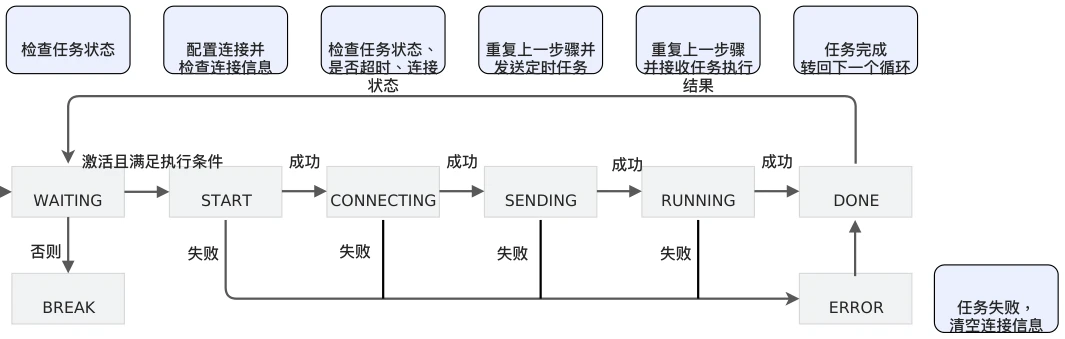 检查任务状态
配置连接并
检查连接信息
检查任务状态、
是否超时、连接
状态
重复上一步骤并
发送定时任务
重复上一步骤
并接收任务执行
结果
任务完成
转回下一个循环
激活且满足执行条件
成功
成功
成功
成功
WAITING
START
CONNECTING
SENDING
RUNNING
DONE
否则
失败
失败
失败
失败
BREAK
ERROR
任务失败，
清空连接信息